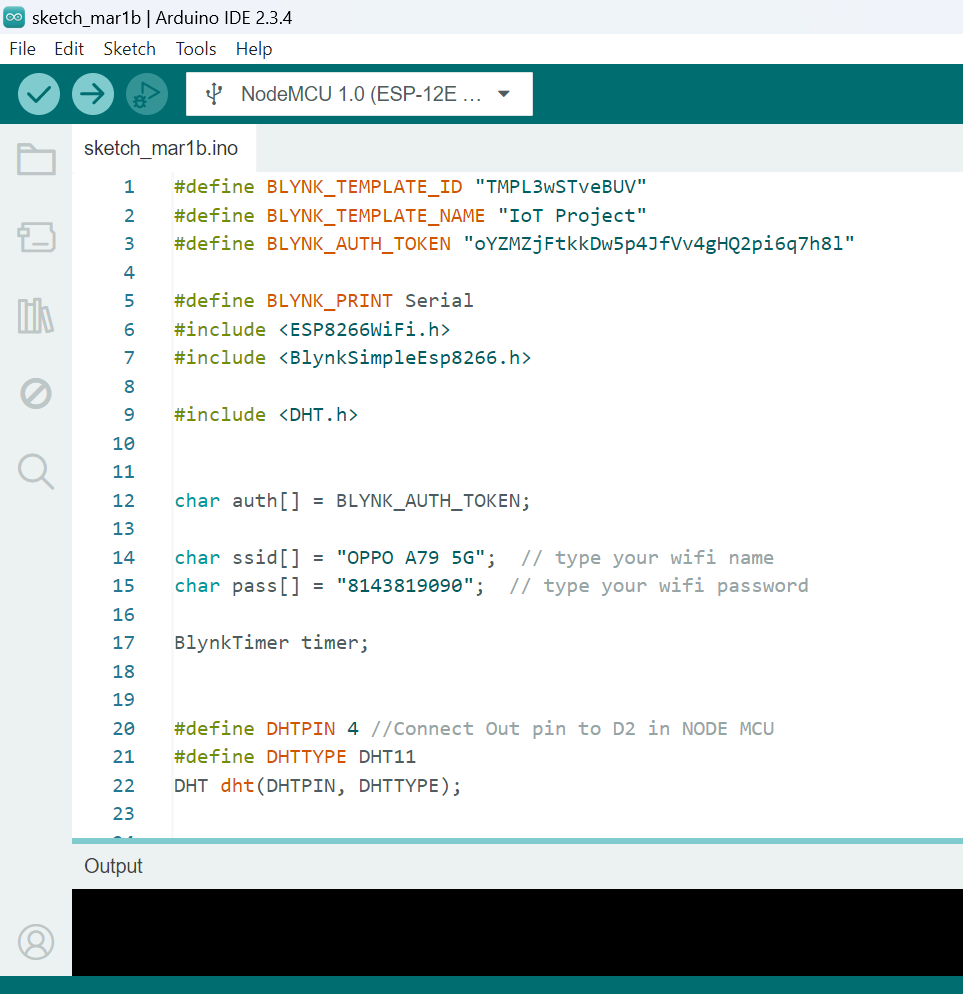 sketch_mar1b | Arduino IDE 2.3.4
File Edit Sketch Tools Help
NodeMCU 1.0 (ESP-12E ...
sketch_mar1b.ino
1 #define BLYNK_TEMPLATE_ID "TMPL3wSTveBUV"
2 #define BLYNK_TEMPLATE_NAME "IoT Project"
3 #define BLYNK_AUTH_TOKEN "oYZMZjFtkkDw5p4JfVv4gHQ2pi6q7h8l"
4
5 #define BLYNK_PRINT Serial
6 #include <ESP8266WiFi.h>
7 #include <BlynkSimpleEsp8266.h>
8
9 #include <DHT.h>
10
11
12 char auth[] = BLYNK_AUTH_TOKEN;
13
14 char ssid[] = "OPPO A79 5G";  // type your wifi name
15 char pass[] = "8143819090";  // type your wifi password
16
17 BlynkTimer timer;
18
19
20 #define DHTPIN 4 //Connect Out pin to D2 in NODE MCU
21 #define DHTTYPE DHT11
22 DHT dht(DHTPIN, DHTTYPE);
23
Output